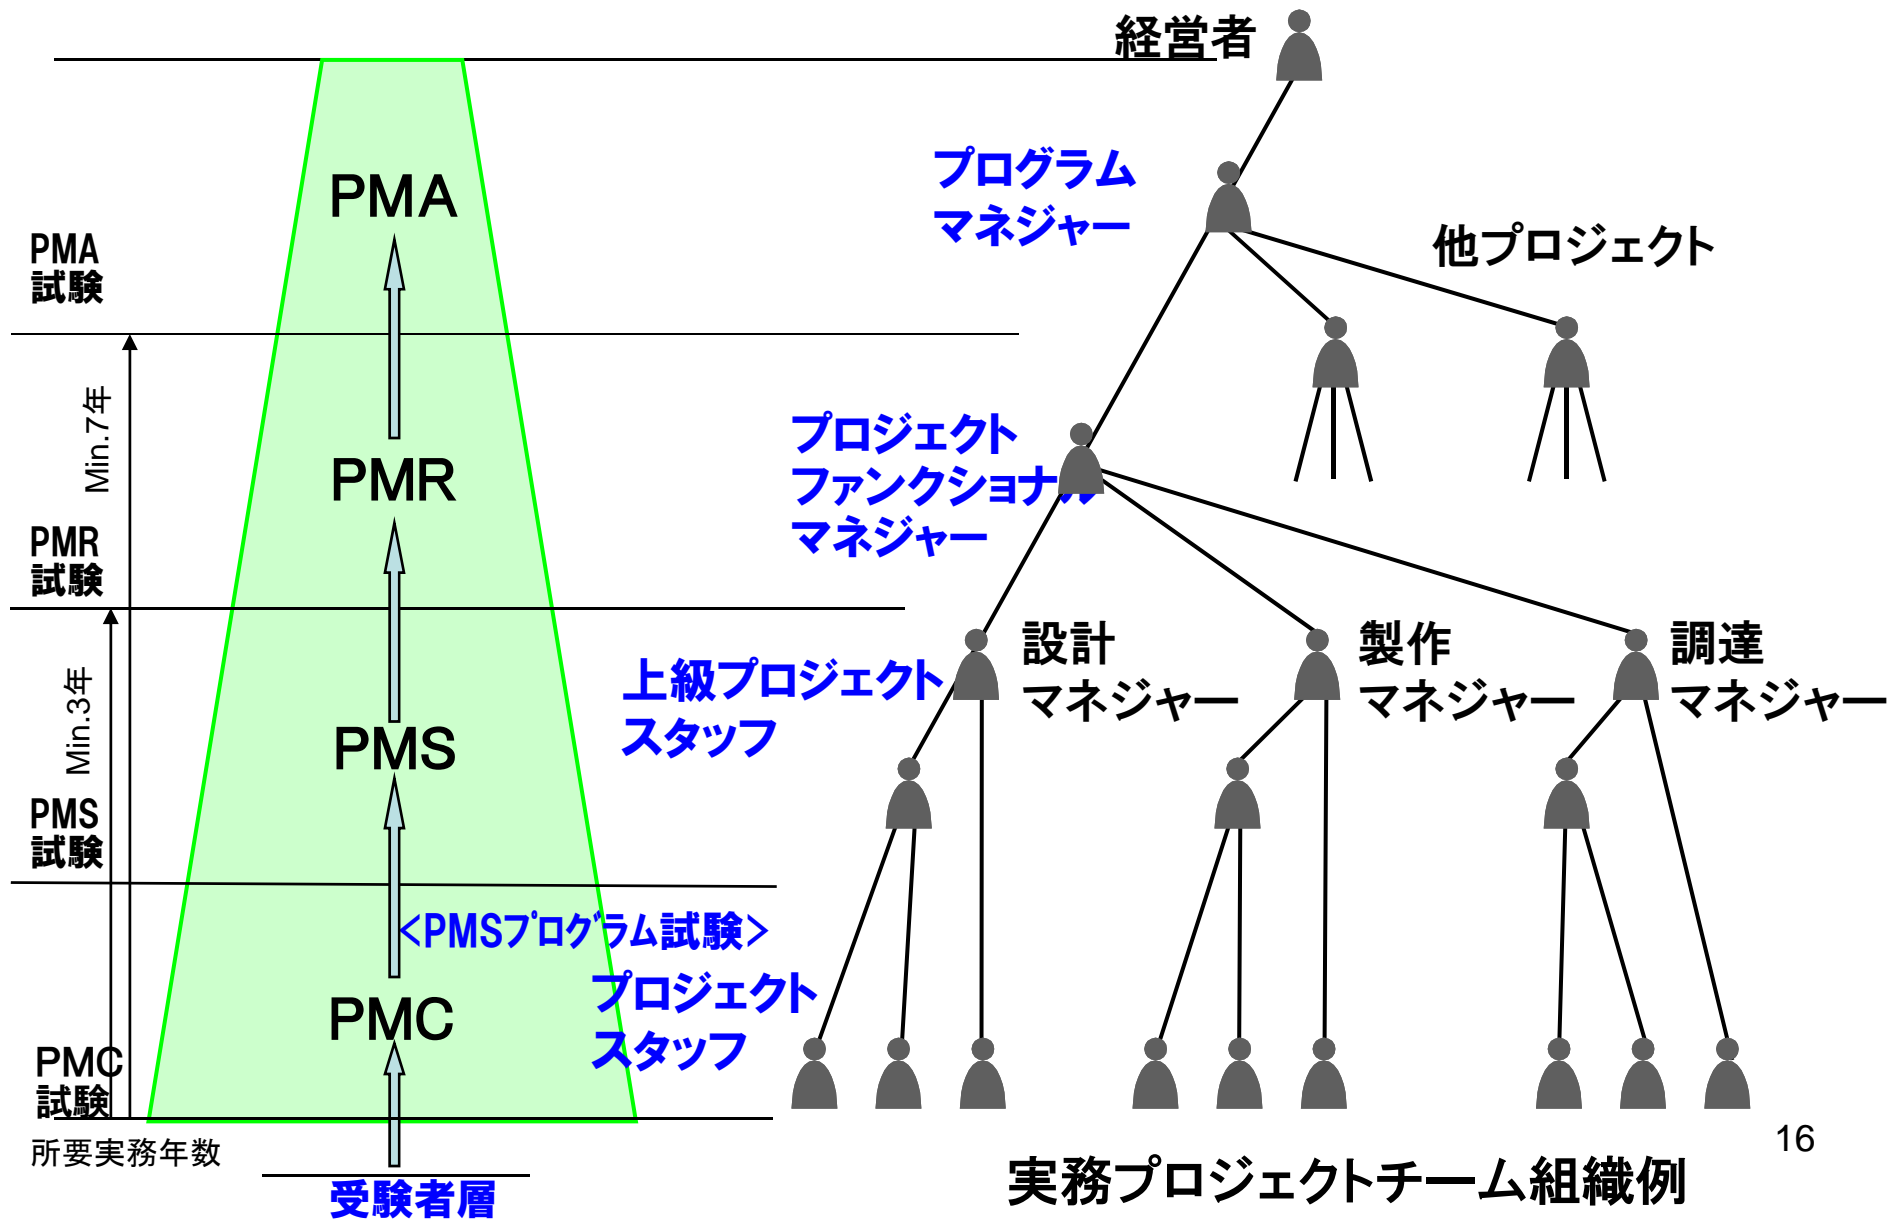 経営者
プログラム
マネジャー
他プロジェクト
PMA
PMA
試験
Min.7年
プロジェクト
ファンクショナル
マネジャー
PMR
PMR
試験
設計
マネジャー
製作
マネジャー
調達
マネジャー
上級プロジェクト
スタッフ
Min.3年
PMS
PMS
試験
<PMSプログラム試験>
プロジェクト
スタッフ
PMC
PMC
試験
所要実務年数
受験者層
実務プロジェクトチーム組織例
16